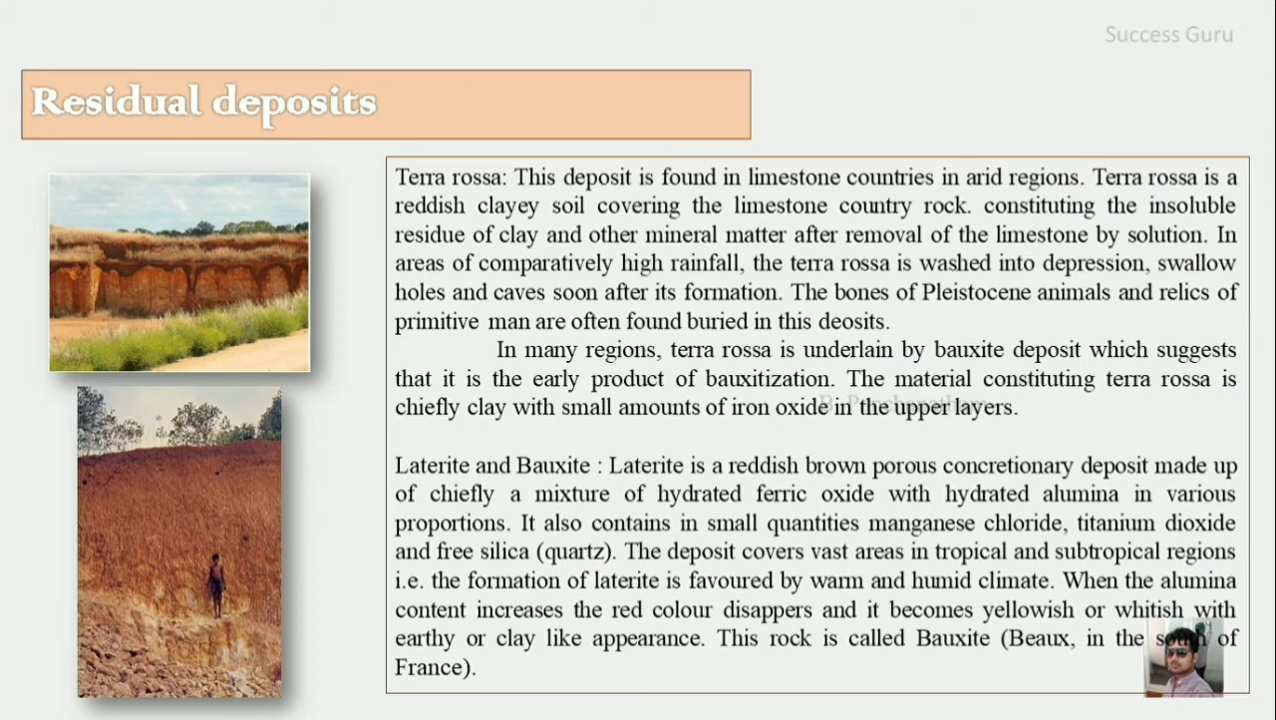 Success Guru
Residual deposits
Terra rossa: This deposit is found in limestone countries in arid regions. Terra rossa is a
reddish clayey soil covering the limestone country rock. constituting the insoluble
residue of clay and other mineral matter after removal of the limestone by solution. In
areas of comparatively high rainfall, the terra rossa is washed into depression, swallow
holes and caves soon after its formation. The bones of Pleistocene animals and relics of
primitive man are often found buried in this deosits.
In many regions, terra rossa is underlain by bauxite deposit which suggests
that it is the early product of bauxitization. The material constituting terra rossa is
chiefly clay with small amounts of iron oxide in the upper layers.
Laterite and Bauxite : Laterite is a reddish brown porous concretionary deposit made up
of chiefly a mixture of hydrated ferric oxide with hydrated alumina in various
proportions. It also contains in small quantities manganese chloride, titanium dioxide
and free silica (quartz). The deposit covers vast areas in tropical and subtropical regions
i.e. the formation of laterite is favoured by warm and humid climate. When the alumina
content increases the red colour disappers and it becomes yellowish or whitish with
earthy or clay like appearance. This rock is called Bauxite (Beaux, in the south of
France).